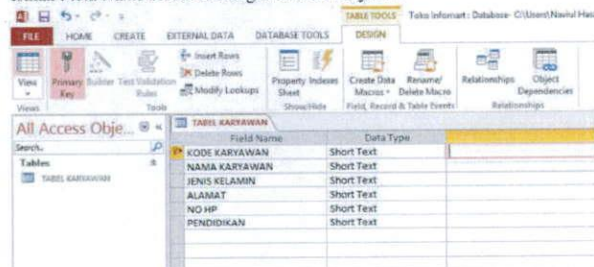 TABLE TOOLS Toko Infomart : Database- C:\Users\Naviul Has
FILE HOME CREATE EXTERNAL DATA DATABASE TOOLS DESIGN
View Primary Key Builder Test Validation Rules
Insert Rows
Delete Rows
Modify Lookups
Property Sheet Indexes
Create Data Macros Rename/ Delete Macro
Relationships Object Dependencies
Views Tools Show/Hide Field, Record & Table Events Relationships
All Access Obje...
Search..
Tables
TABEL KARYAWAN
TABEL KARYAWAN
Field Name Data Type
KODE KARYAWAN Short Text
NAMA KARYAWAN Short Text
JENIS KELAMIN Short Text
ALAMAT Short Text
NO HP Short Text
PENDIDIKAN Short Text